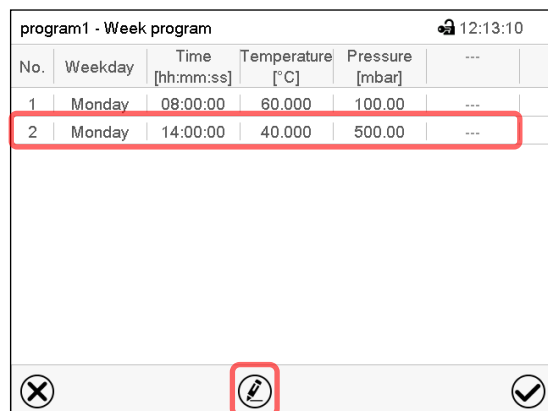 program1 - Week program 12:13:10
No. Weekday Time [hh:mm:ss] Temperature [°C] Pressure [mbar] ---
1 Monday 08:00:00 60.000 100.00 ---
2 Monday 14:00:00 40.000 500.00 ---